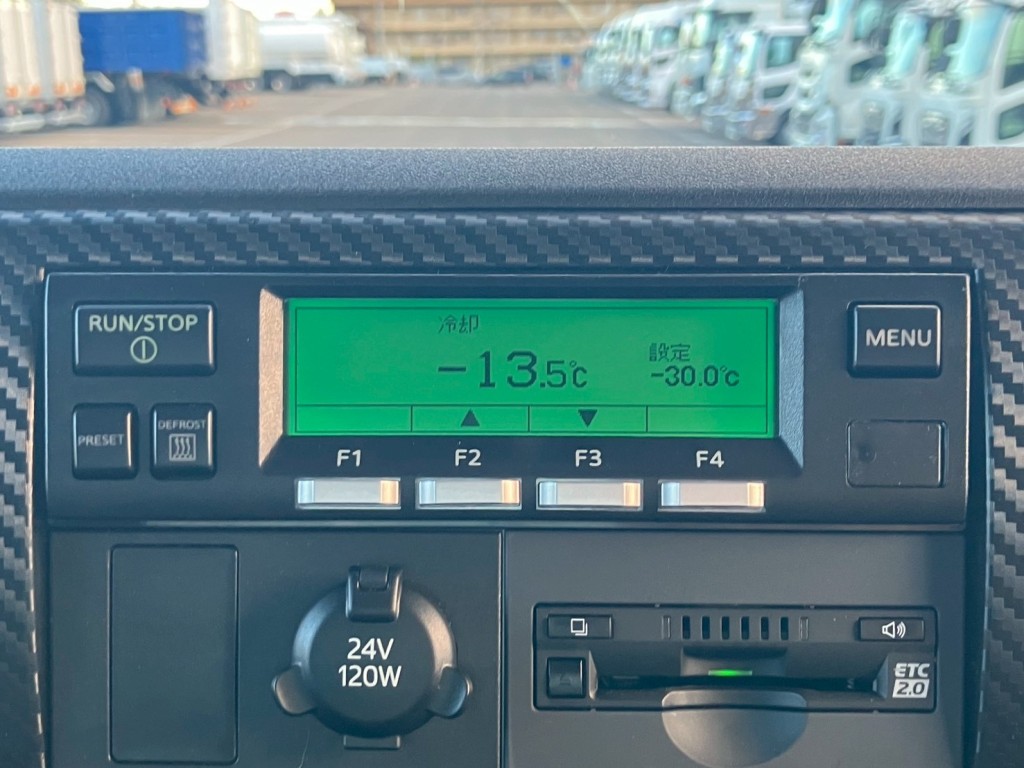 RUN/STOP
冷却
-13.5℃
設定
-30.0℃
MENU
PRESET
DEFROST
▲
▼
F1
F2
F3
F4
24V
120W
ETC
2.0